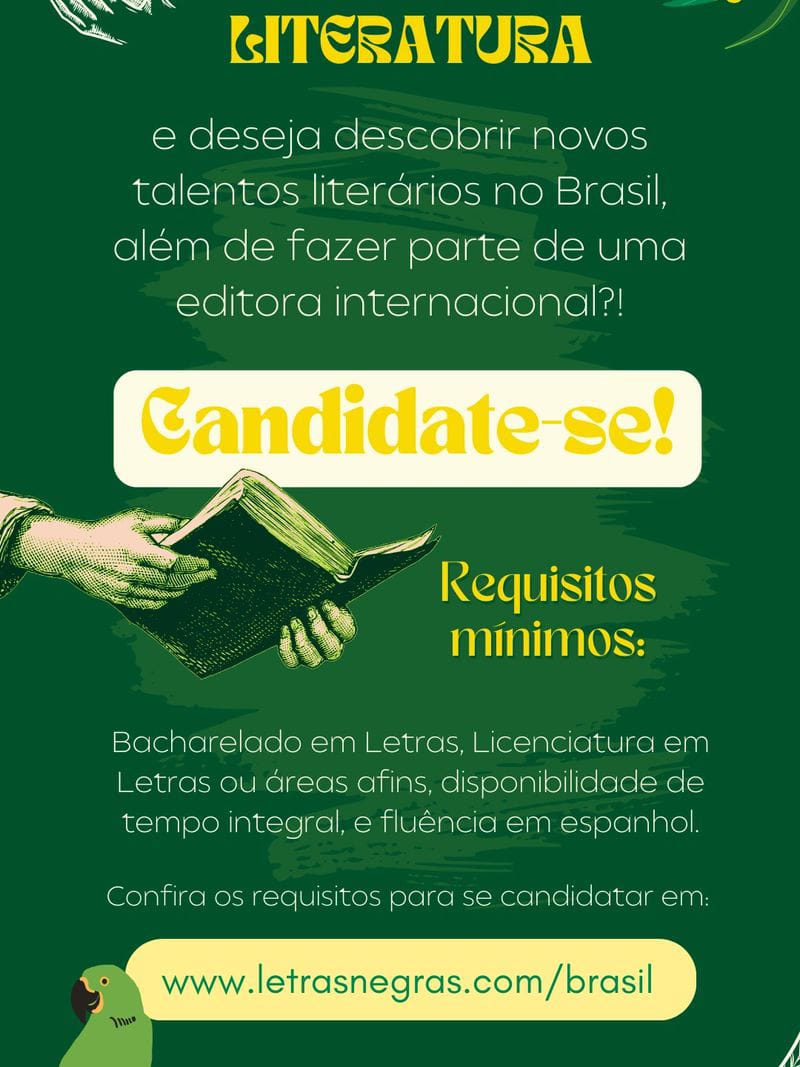 LITERATURA
e deseja descobrir novos
talentos literários no Brasil,
além de fazer parte de uma
editora internacional?!
Candidate-se!
Requisitos
mínimos:
Bacharelado em Letras, Licenciatura em
Letras ou áreas afins, disponibilidade de
tempo integral, e fluência em espanhol.
Confira os requisitos para se candidatar em:
www.letrasnegras.com/brasil